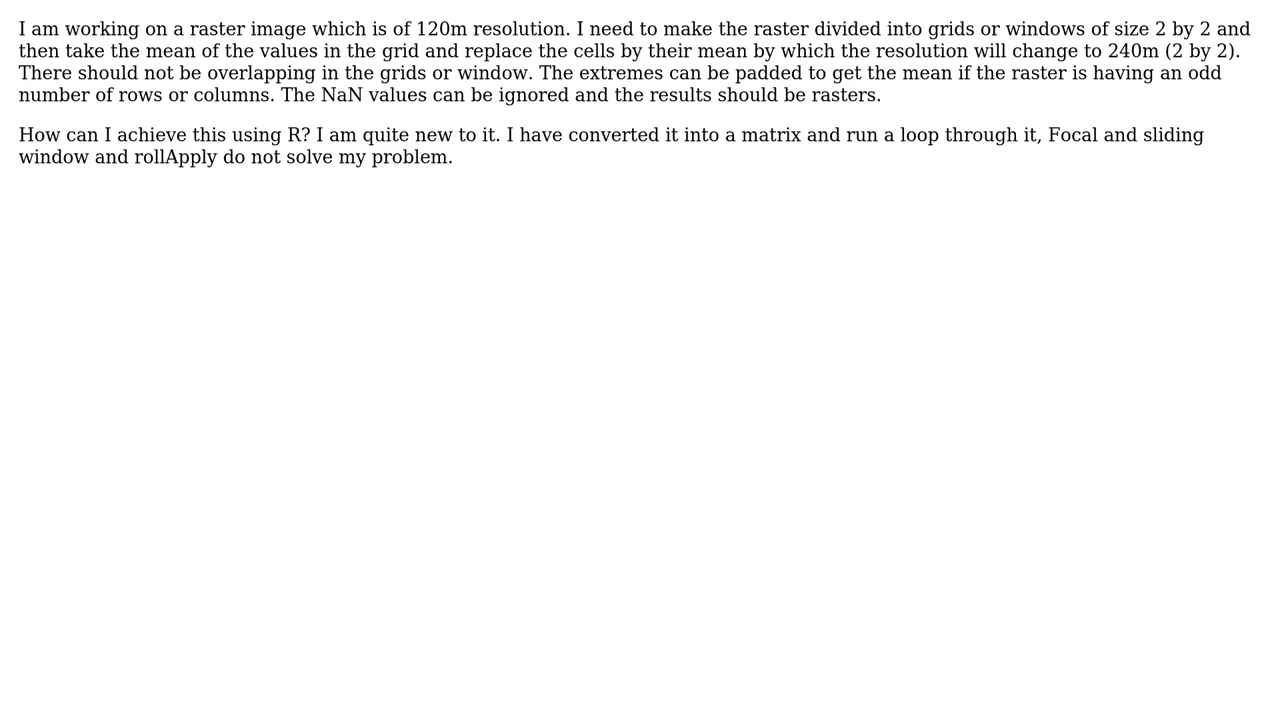 I am working on a raster image which is of 120m resolution. I need to make the raster divided into grids or windows of size 2 by 2 and
then take the mean of the values in the grid and replace the cells by their mean by which the resolution will change to 240m (2 by 2).
There should not be overlapping in the grids or window. The extremes can be padded to get the mean if the raster is having an odd
number of rows or columns. The NaN values can be ignored and the results should be rasters.
How can I achieve this using R? I am quite new to it. I have converted it into a matrix and run a loop through it, Focal and sliding
window and rollApply do not solve my problem.